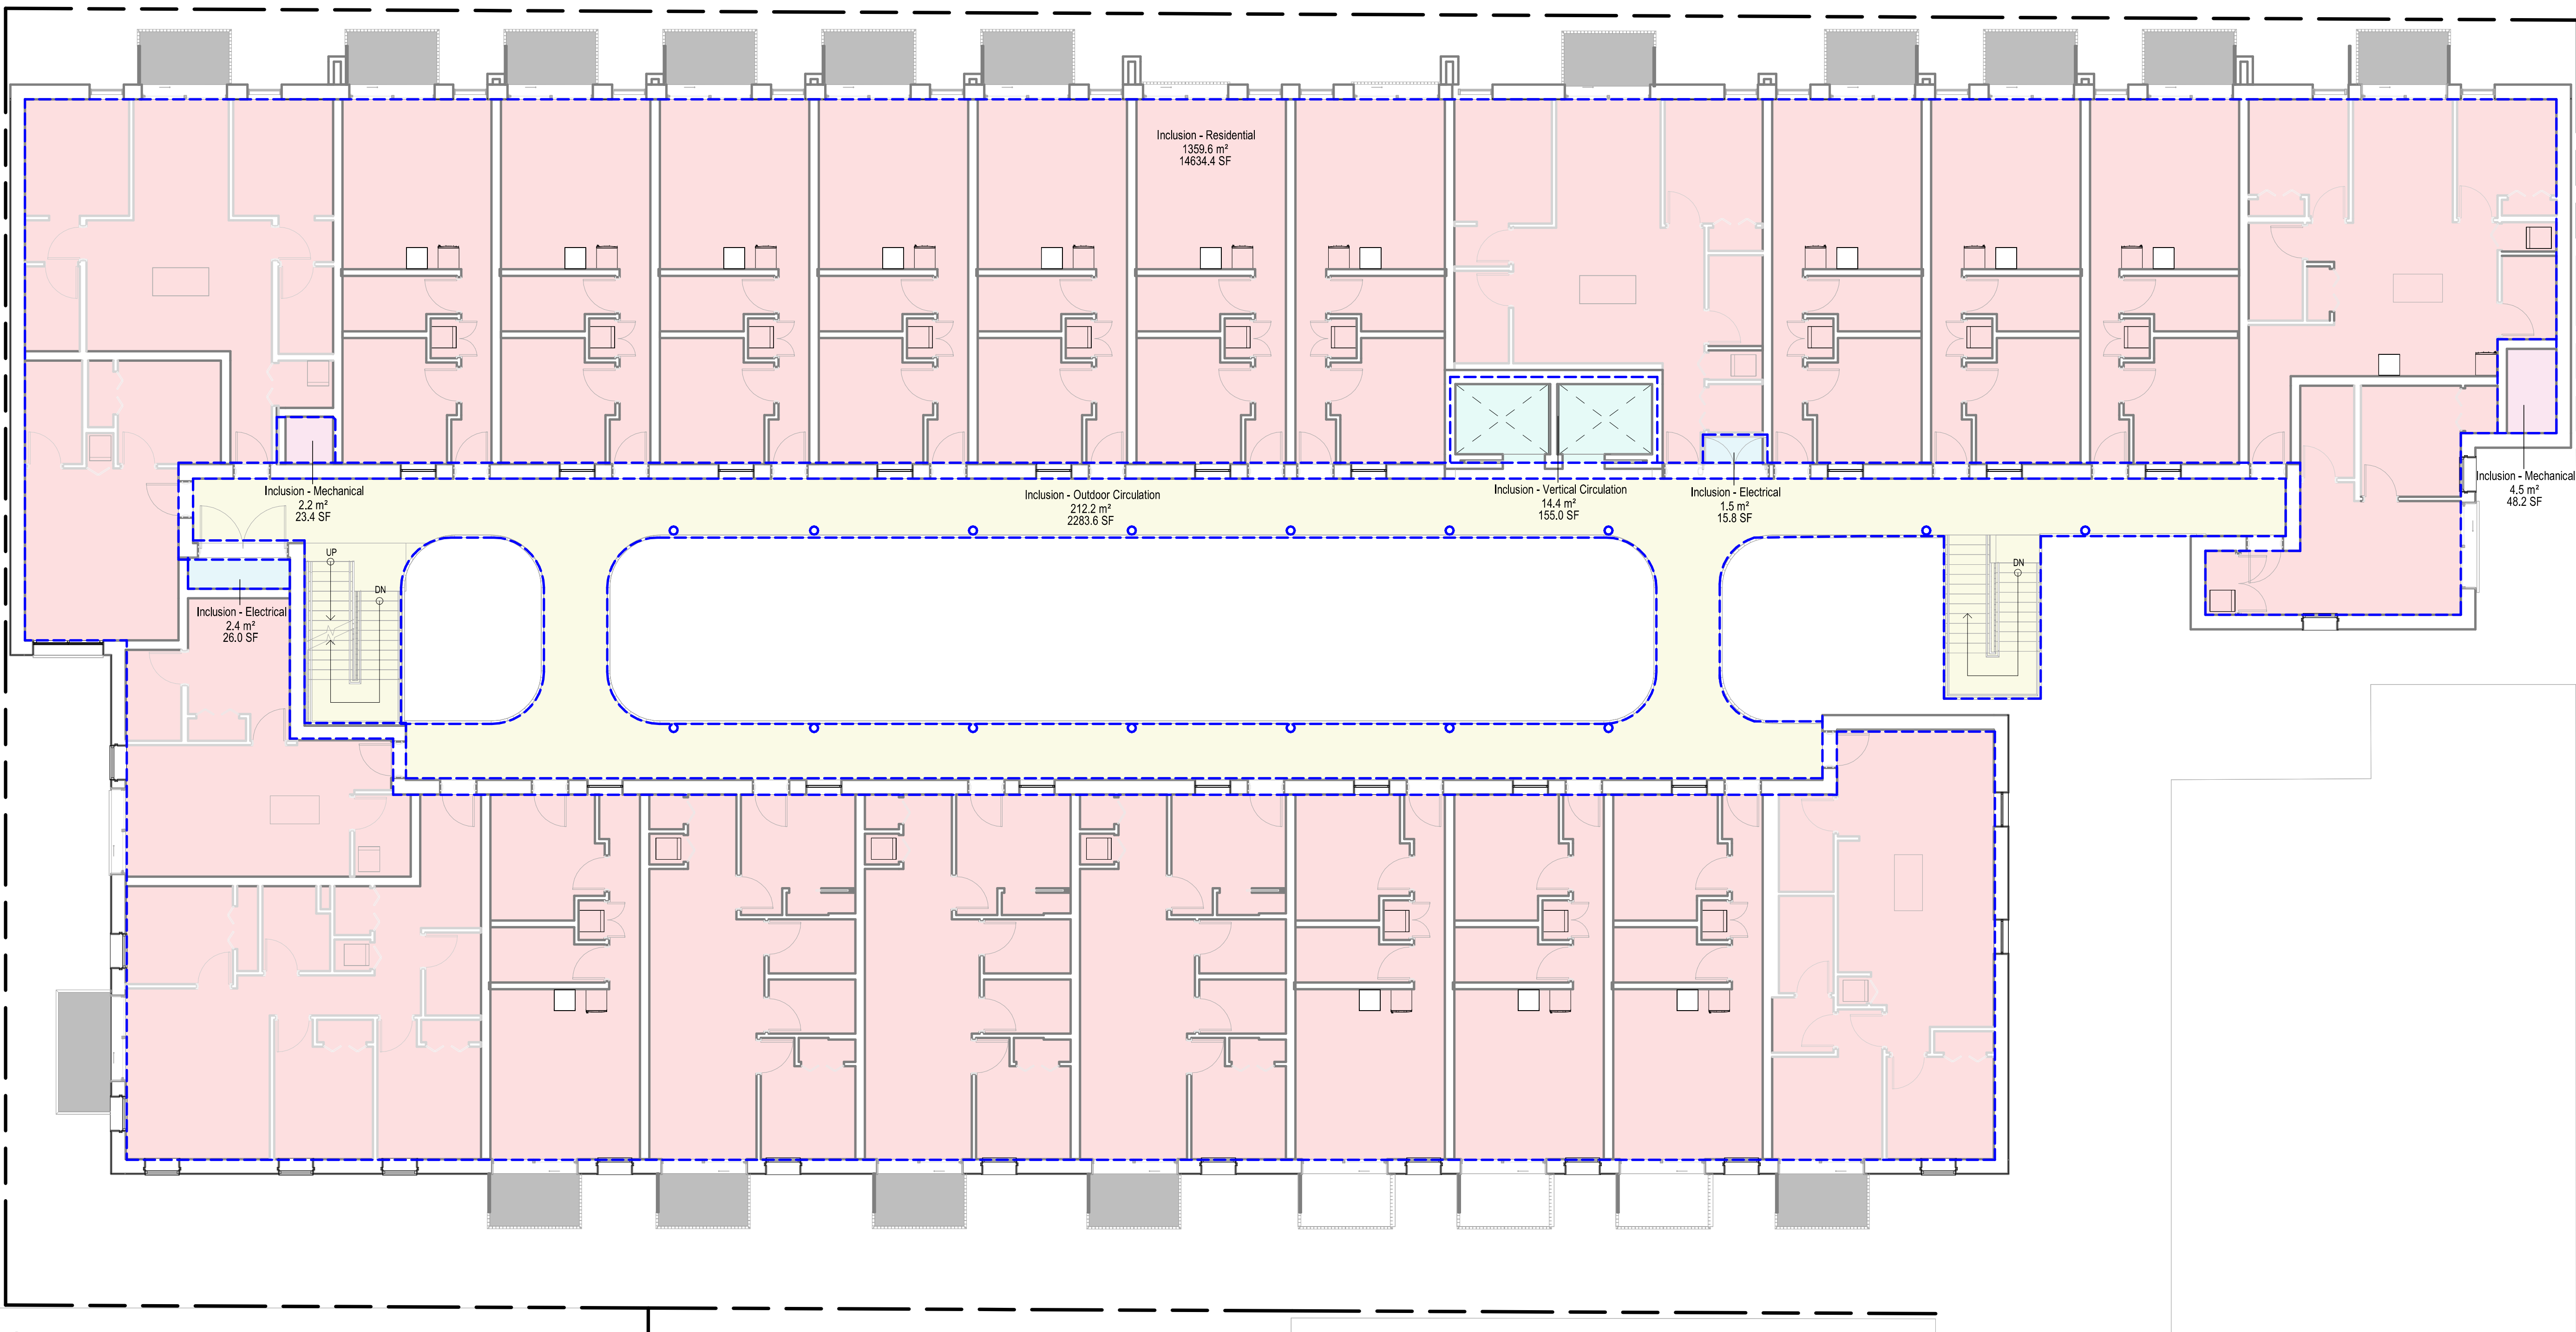 Inclusion - Residential
1359.6 m²
14634.4 SF
Inclusion - Mechanical
2.2 m²
23.4 SF
Inclusion - Outdoor Circulation
212.2 m²
2283.6 SF
Inclusion - Vertical Circulation
14.4 m²
155.0 SF
Inclusion - Electrical
1.5 m²
15.8 SF
Inclusion - Mechanical
4.5 m²
48.2 SF
UP
DN
DN
Inclusion - Electrical
2.4 m²
26.0 SF